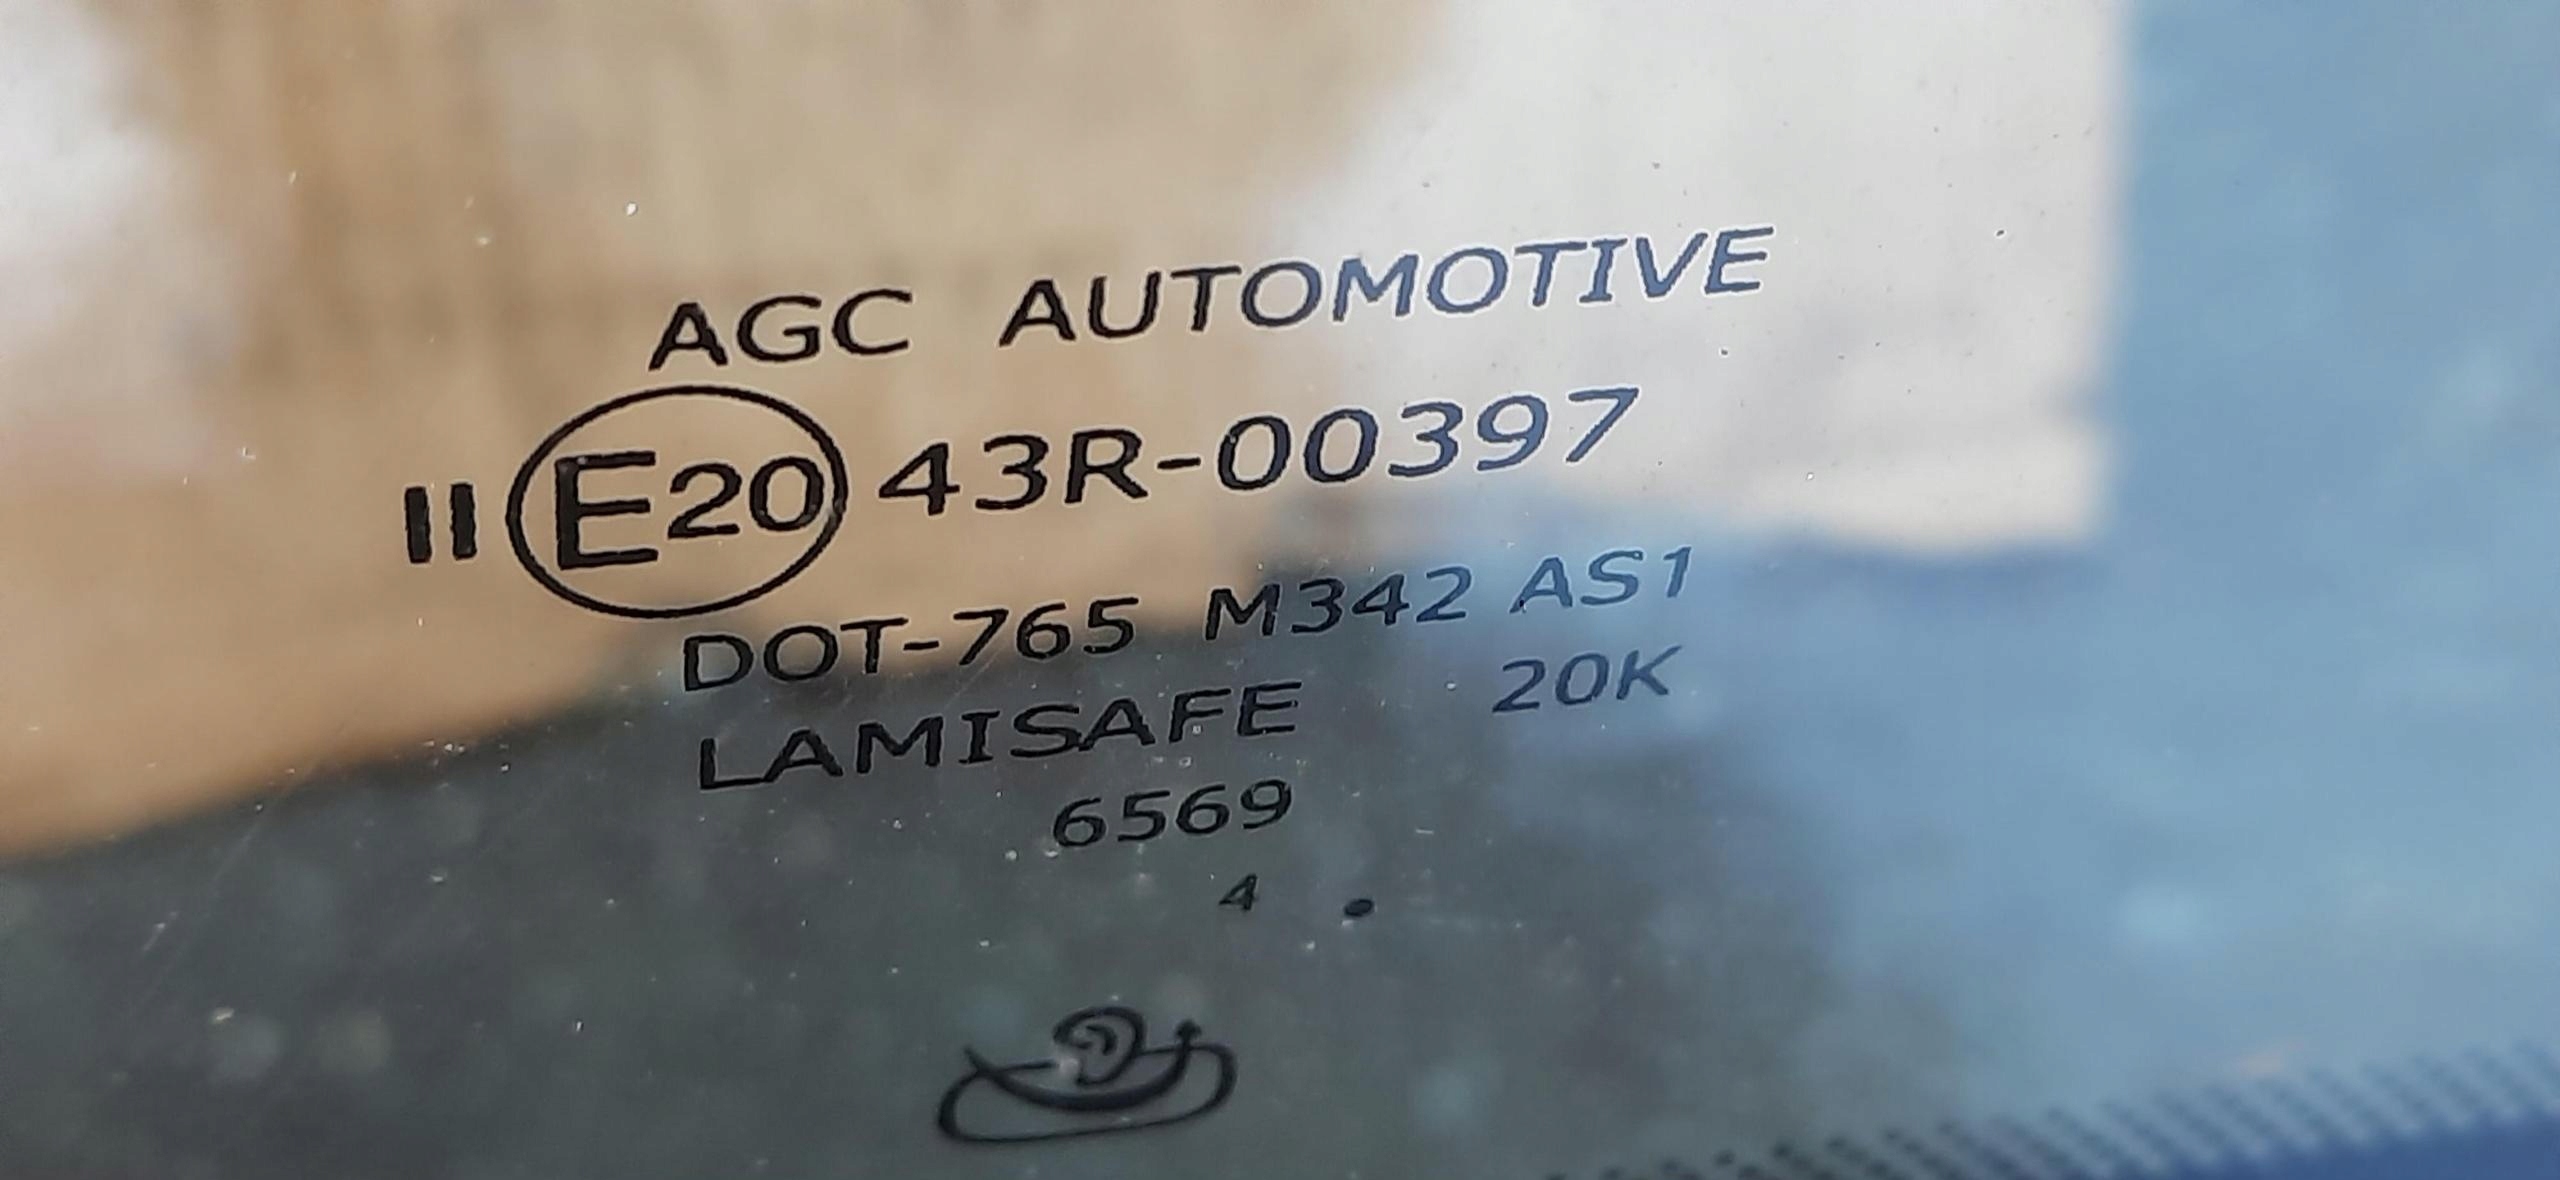 AGC AUTOMOTIVE
II E20 43R-00397
DOT-765 M342 AS1
LAMISAFE 20K
6569
4 .